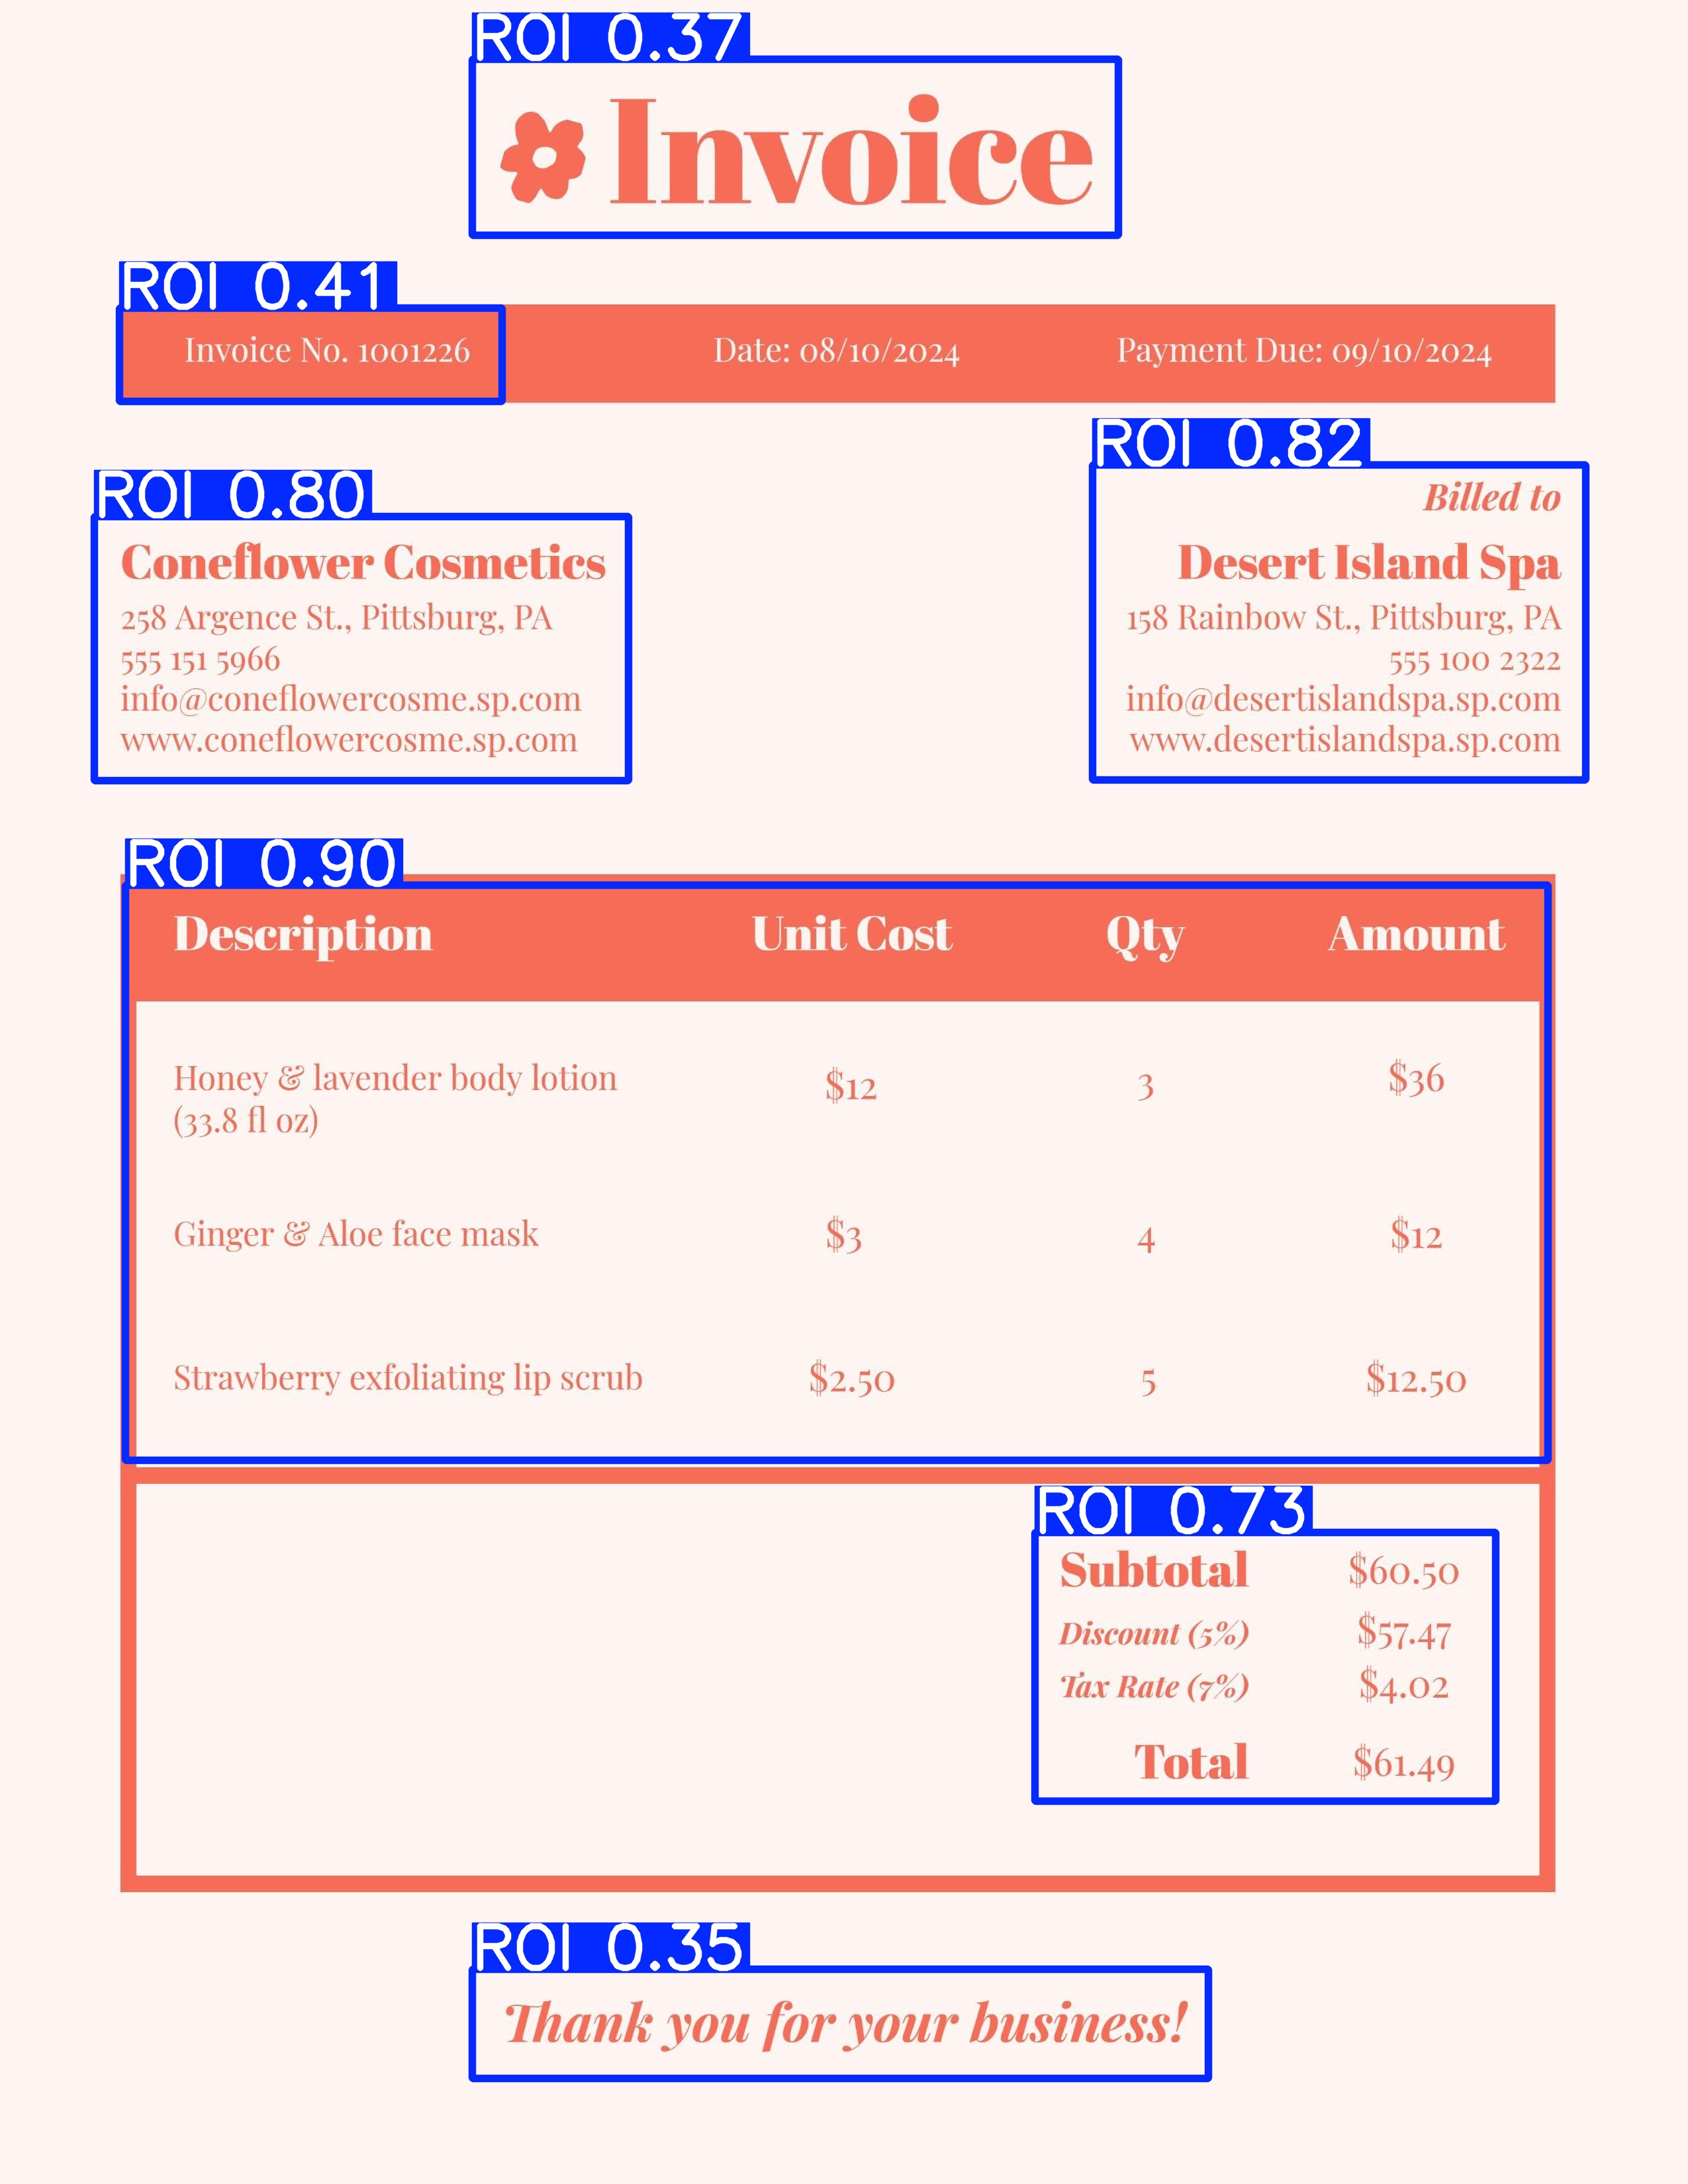 ROI 0.37
Invoice
ROI 0.41
Invoice No. 1001226 Date: 08/10/2024 Payment Due: 09/10/2024
ROI 0.80
Coneflower Cosmetics
258 Argence St., Pittsburg, PA
555 151 5966
info@coneflowercosme.sp.com
www.coneflowercosme.sp.com
ROI 0.82
Billed to
Desert Island Spa
158 Rainbow St., Pittsburg, PA
555 100 2322
info@desertislandspa.sp.com
www.desertislandspa.sp.com
ROI 0.90
Description Unit Cost Qty Amount
Honey & lavender body lotion $12 3 $36
(33.8 fl oz)
Ginger & Aloe face mask $3 4 $12
Strawberry exfoliating lip scrub $2.50 5 $12.50
ROI 0.73
Subtotal $60.50
Discount (5%) $57.47
Tax Rate (7%) $4.02
Total $61.49
ROI 0.35
Thank you for your business!